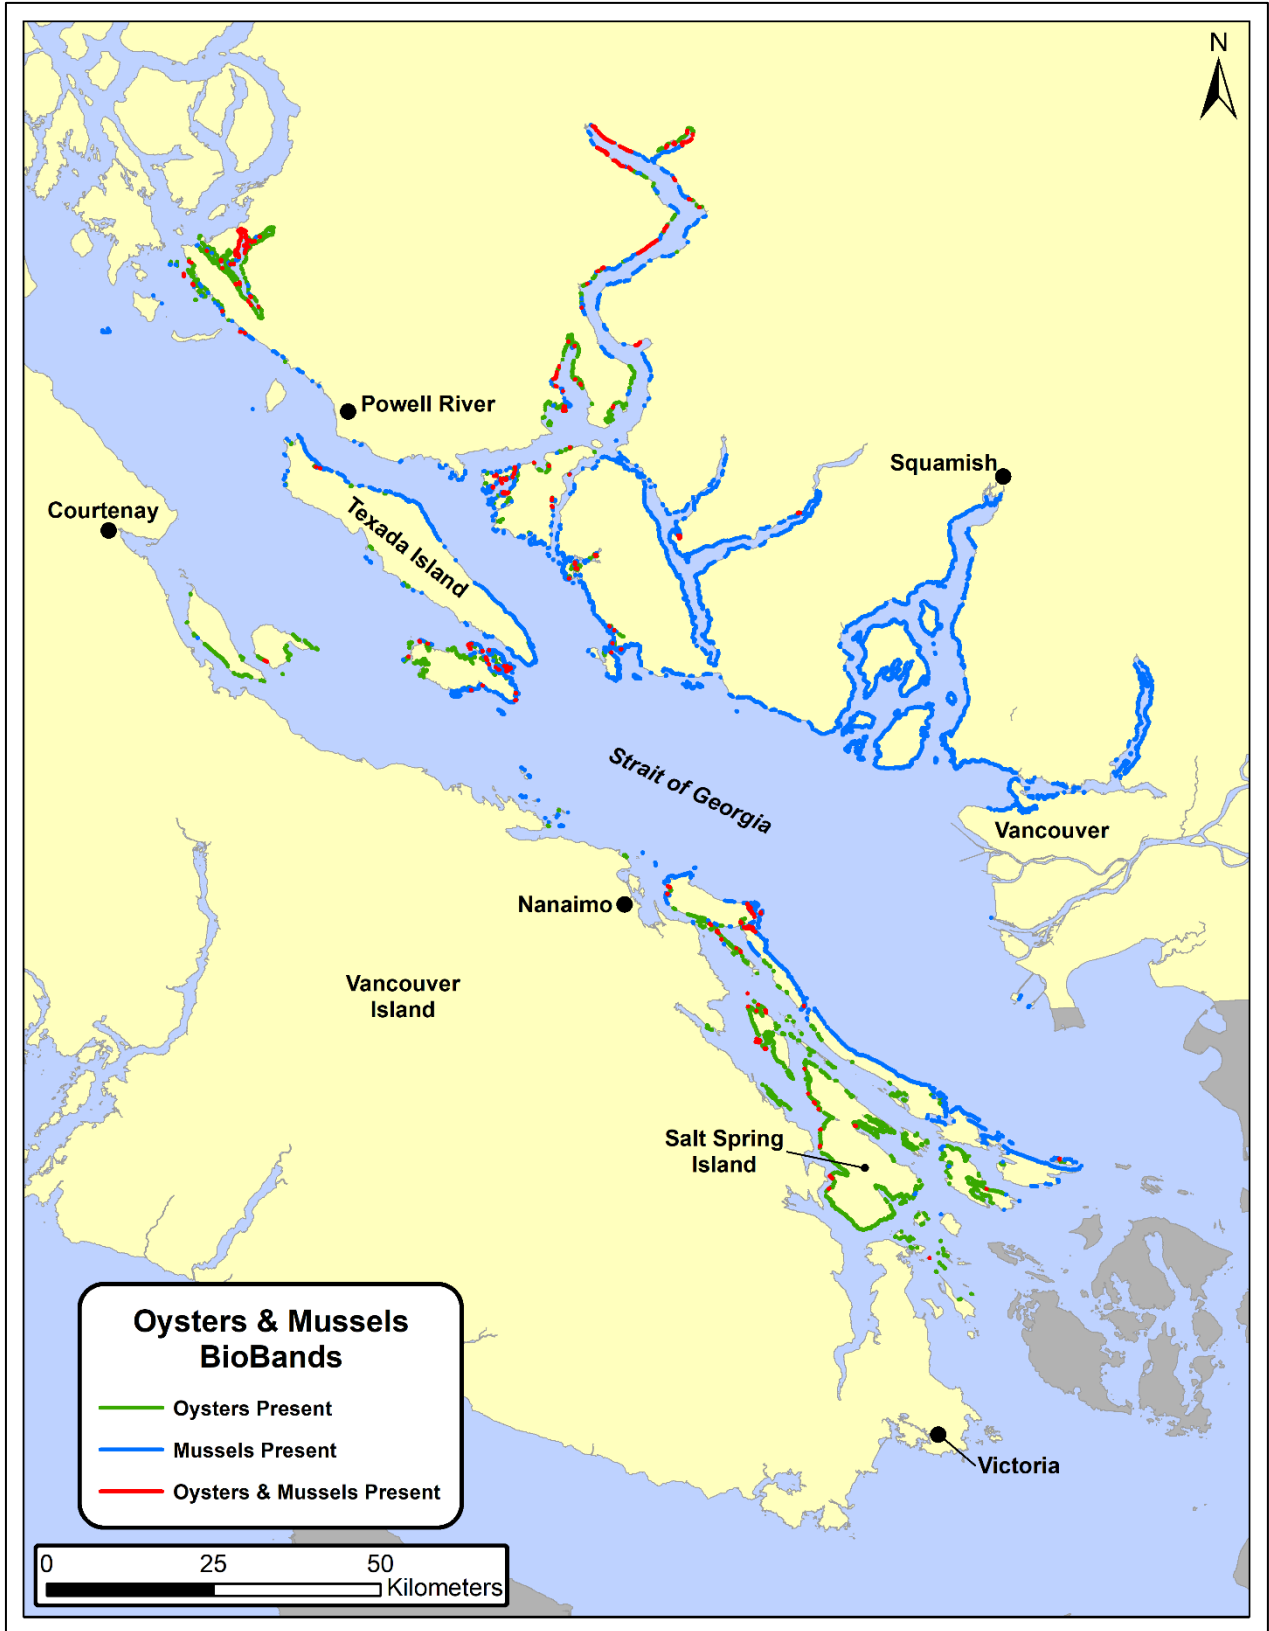 N
Powell River
Squamish
Courtenay
Texada Island
Strait of Georgia
Vancouver
Nanaimo
Vancouver
Island
Salt Spring
Island
Victoria
Oysters & Mussels
BioBands
Oysters Present
Mussels Present
Oysters & Mussels Present
0 25 50
Kilometers